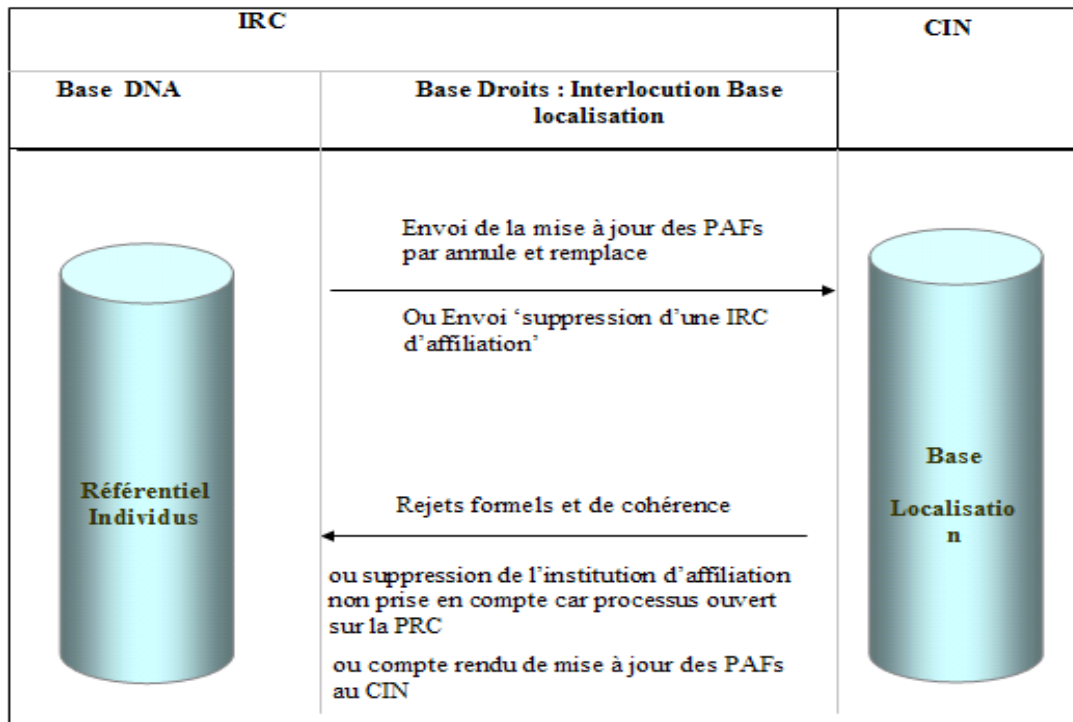 IRC
CIN
Base DNA
Base Droits : Interlocution Base
localisation
Envoi de la mise à jour des PAFs
par annule et remplace
Ou Envoi ‘suppression d’une IRC
d’affiliation’
Référentiel
Individus
Base
Localisatio
n
Rejets formels et de cohérence
ou suppression de l’institution d’affiliation
non prise en compte car processus ouvert
sur la PRC
ou compte rendu de mise à jour des PAFs
au CIN